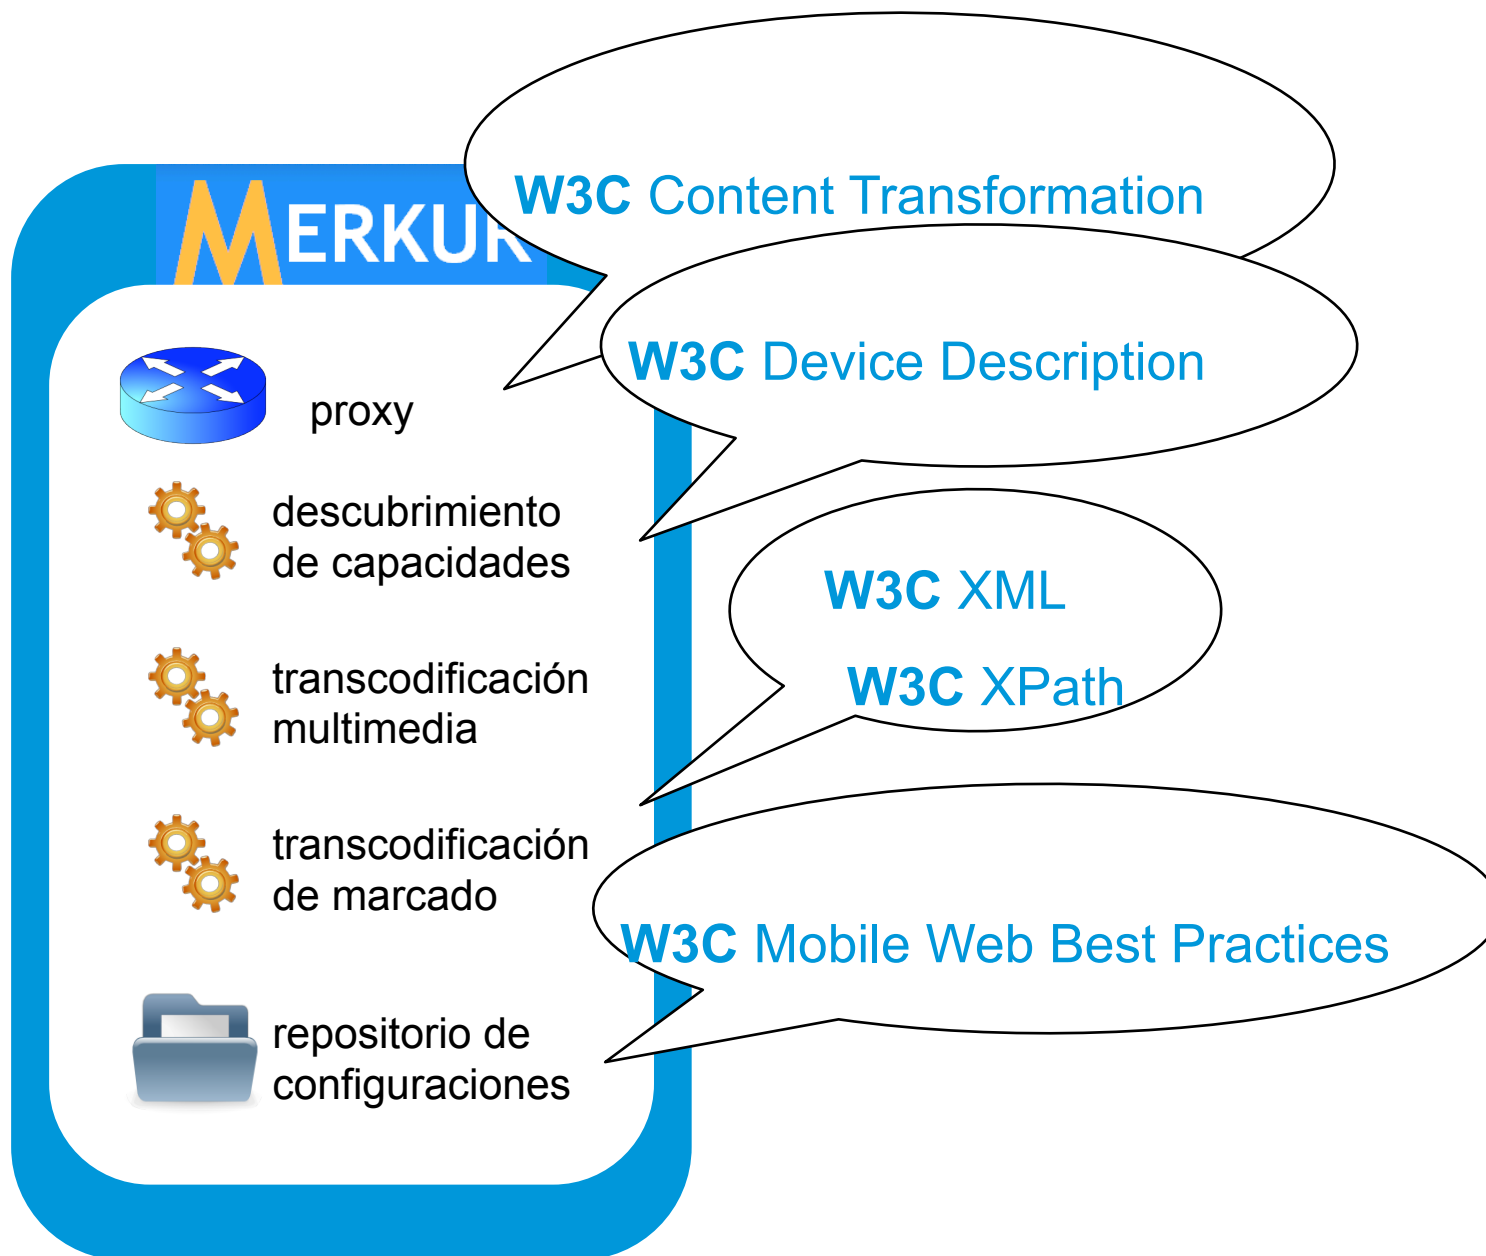 MERKUR
W3C Content Transformation
W3C Device Description
proxy
descubrimiento
de capacidades
W3C XML
W3C XPath
transcodificación
multimedia
transcodificación
de marcado
W3C Mobile Web Best Practices
repositorio de
configuraciones